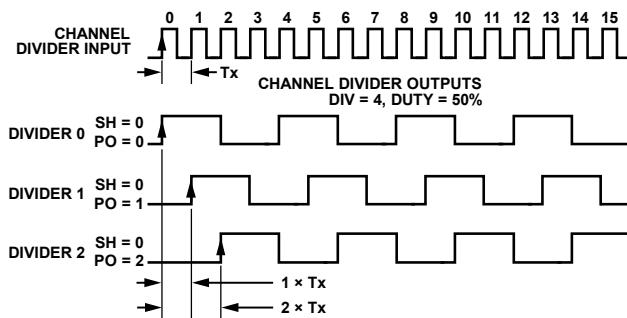 CHANNEL
DIVIDER INPUT
0 1 2 3 4 5 6 7 8 9 10 11 12 13 14 15
Tx
CHANNEL DIVIDER OUTPUTS
DIV = 4, DUTY = 50%
DIVIDER 0
SH = 0
PO = 0
DIVIDER 1
SH = 0
PO = 1
DIVIDER 2
SH = 0
PO = 2
1 × Tx
2 × Tx